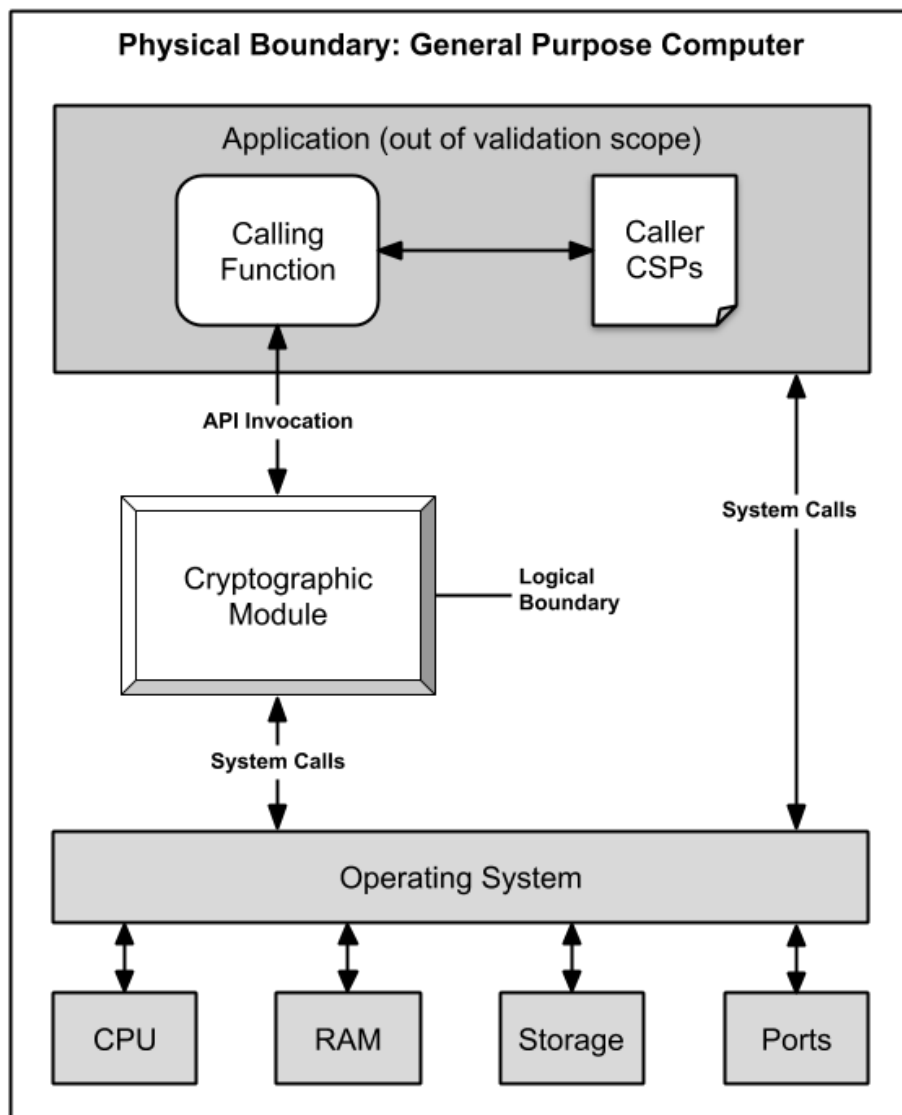 Physical Boundary: General Purpose Computer
Application (out of validation scope)
Calling
Function
Caller
CSPs
API Invocation
System Calls
Cryptographic
Module
Logical
Boundary
System Calls
Operating System
CPU
RAM
Storage
Ports